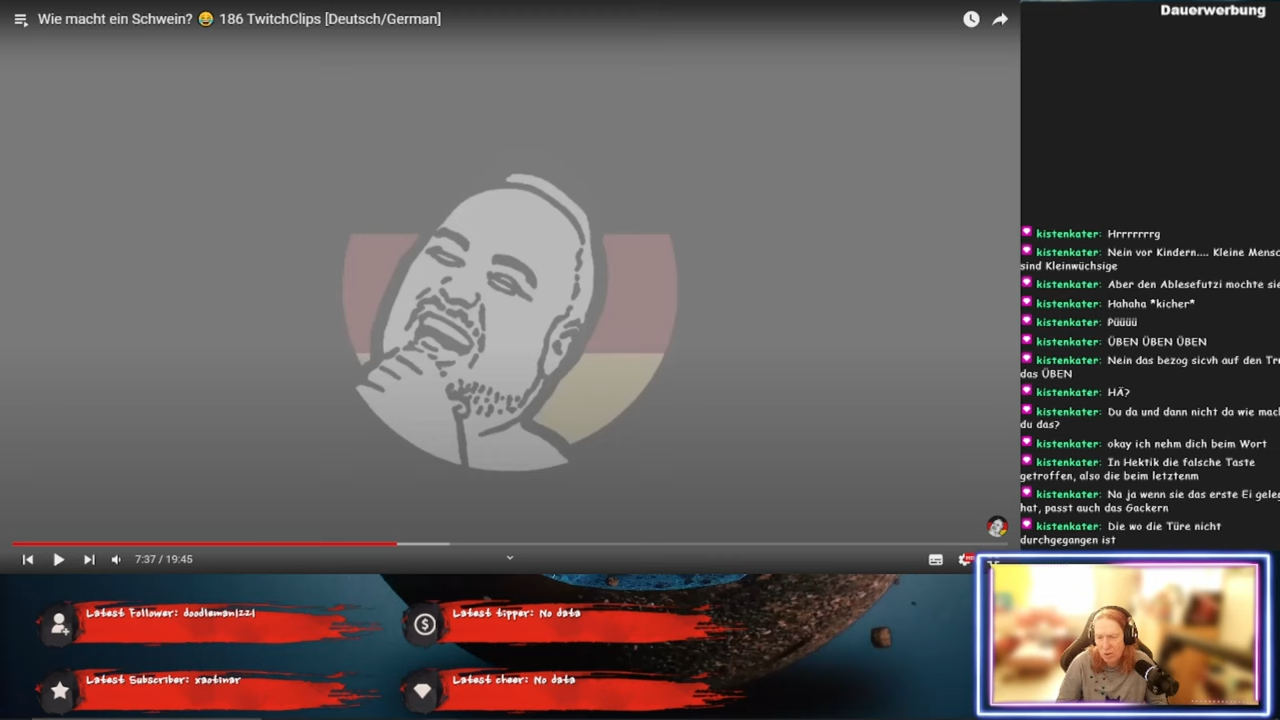 Wie macht ein Schwein? 😂 186 TwitchClips [Deutsch/German]
Dauerwerbung
kistenkater: Hrrrrrrrg
kistenkater: Nein vor Kindern.... Kleine Mensc
sind Kleinwüchsige
kistenkater: Aber den Ablesefutzi mochte sie
kistenkater: Hahaha *kicher*
kistenkater: Püüüü
kistenkater: ÜBEN ÜBEN ÜBEN
kistenkater: Nein das bezog sicvh auf den Tr
das ÜBEN
kistenkater: HÄ?
kistenkater: Du da und dann nicht da wie mac
du das?
kistenkater: okay ich nehm dich beim Wort
kistenkater: In Hektik die falsche Taste
getroffen, also die beim letztenm
kistenkater: Na ja wenn sie das erste Ei geleg
hat, passt auch das Gackern
kistenkater: Die wo die Türe nicht
durchgegangen ist
7:37 / 19:45
Latest Follower: doodleman1221
Latest tipper: No data
Latest Subscriber: xaotinar
Latest cheer: No data